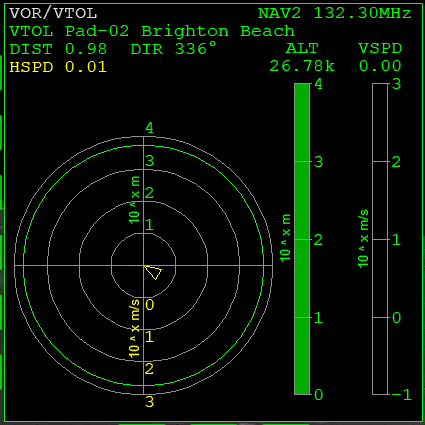 VOR/VTOL NAV2 132.30MHz
VTOL Pad-02 Brighton Beach
DIST 0.98 DIR 336° ALT VSPD
HSPD 0.01 26.78k 0.00
4
3
2
1
10 ^ x m
0
1
2
3
10 ^ x m/s
4
3
2
1
0
10 ^ x m
3
2
1
0
-1
10 ^ x m/s